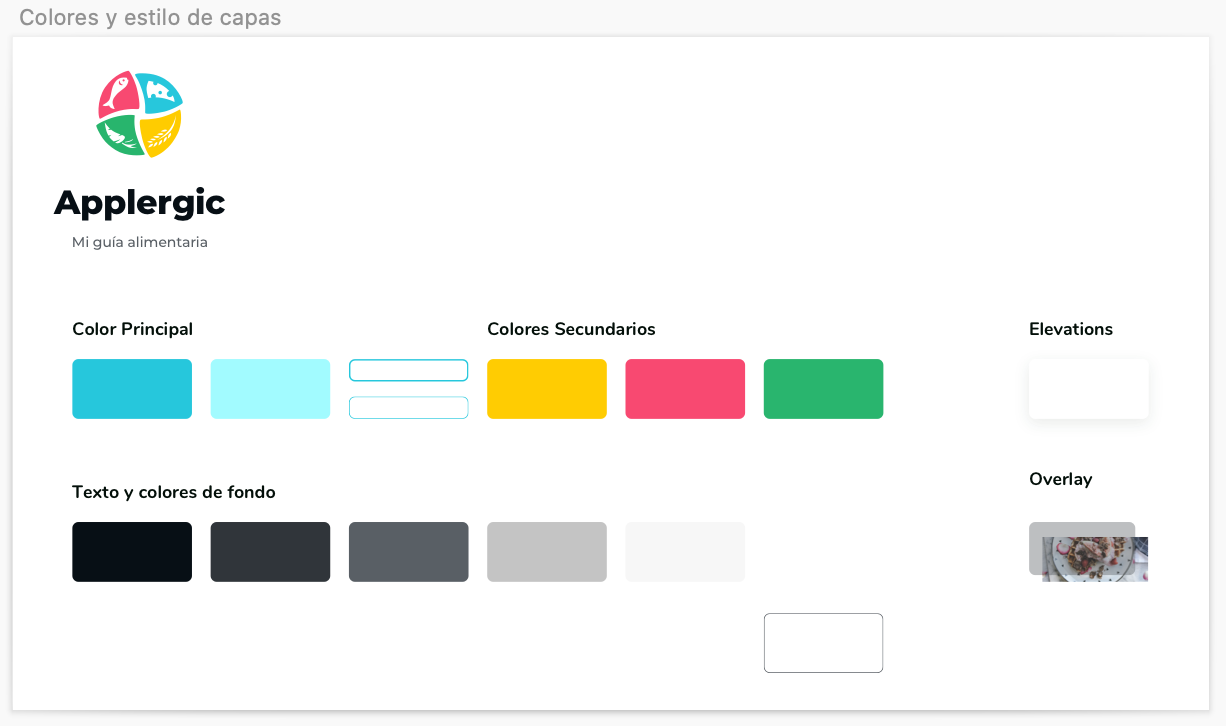 Colores y estilo de capas
Applergic
Mi guía alimentaria
Color Principal
Colores Secundarios
Elevations
Texto y colores de fondo
Overlay